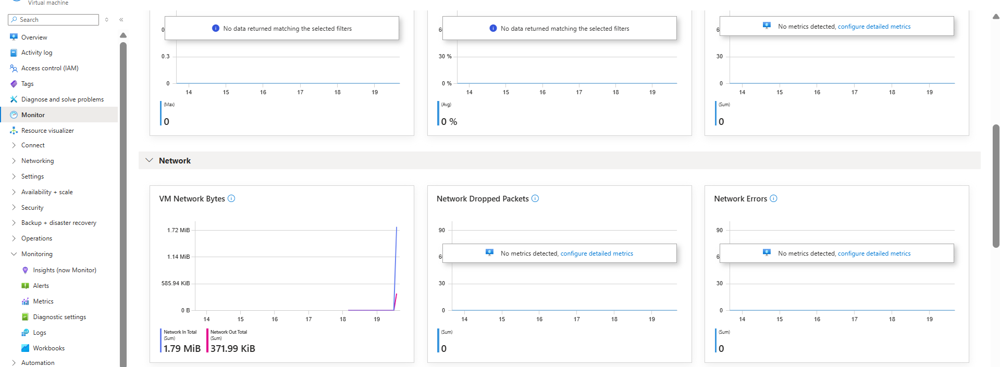 Virtual machine
Search
Overview
Activity log
Access control (IAM)
Tags
Diagnose and solve problems
Monitor
Resource visualizer
Connect
Networking
Settings
Availability + scale
Security
Backup + disaster recovery
Operations
Monitoring
Insights (now Monitor)
Alerts
Metrics
Diagnostic settings
Logs
Workbooks
Automation
No data returned matching the selected filters
0.3
0
14 15 16 17 18 19
(Max)
0
No data returned matching the selected filters
30 %
0 %
14 15 16 17 18 19
(Avg)
0 %
No metrics detected, configure detailed metrics
30
0
14 15 16 17 18 19
(Sum)
0
Network
VM Network Bytes
1.72 MiB
1.14 MiB
585.94 KiB
0 B
14 15 16 17 18 19
Network In Total
(Sum)
1.79 MiB
Network Out Total
(Sum)
371.99 KiB
Network Dropped Packets
90
No metrics detected, configure detailed metrics
30
0
14 15 16 17 18 19
(Sum)
0
Network Errors
90
No metrics detected, configure detailed metrics
30
0
14 15 16 17 18 19
(Sum)
0